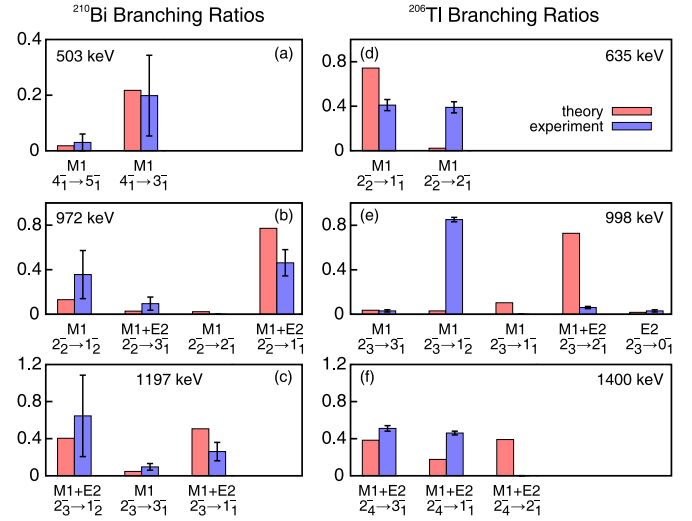 ²¹⁰Bi Branching Ratios
²⁰⁶Tl Branching Ratios
0.4
0.2
0
503 keV
(a)
M1
4₁⁻→5₁⁻
M1
4₁⁻→3₁⁻
0.8
0.4
0
(d)
635 keV
theory
experiment
M1
2₂⁻→1₁⁻
M1
2₂⁻→2₁⁻
0.8
0.4
0
972 keV
(b)
M1
2₂⁻→1₂⁻
M1+E2
2₂⁻→3₁⁻
M1
2₂⁻→2₁⁻
M1+E2
2₂⁻→1₁⁻
0.8
0.4
0
(e)
998 keV
M1
2₃⁻→3₁⁻
M1
2₃⁻→1₂⁻
M1
2₃⁻→1₁⁻
M1+E2
2₃⁻→2₁⁻
E2
2₃⁻→0₁⁻
1.2
0.8
0.4
0
1197 keV
(c)
M1+E2
2₃⁻→1₂⁻
M1
2₃⁻→3₁⁻
M1+E2
2₃⁻→1₁⁻
1.2
0.8
0.4
0
(f)
1400 keV
M1+E2
2₄⁻→3₁⁻
M1+E2
2₄⁻→1₁⁻
M1+E2
2₄⁻→2₁⁻